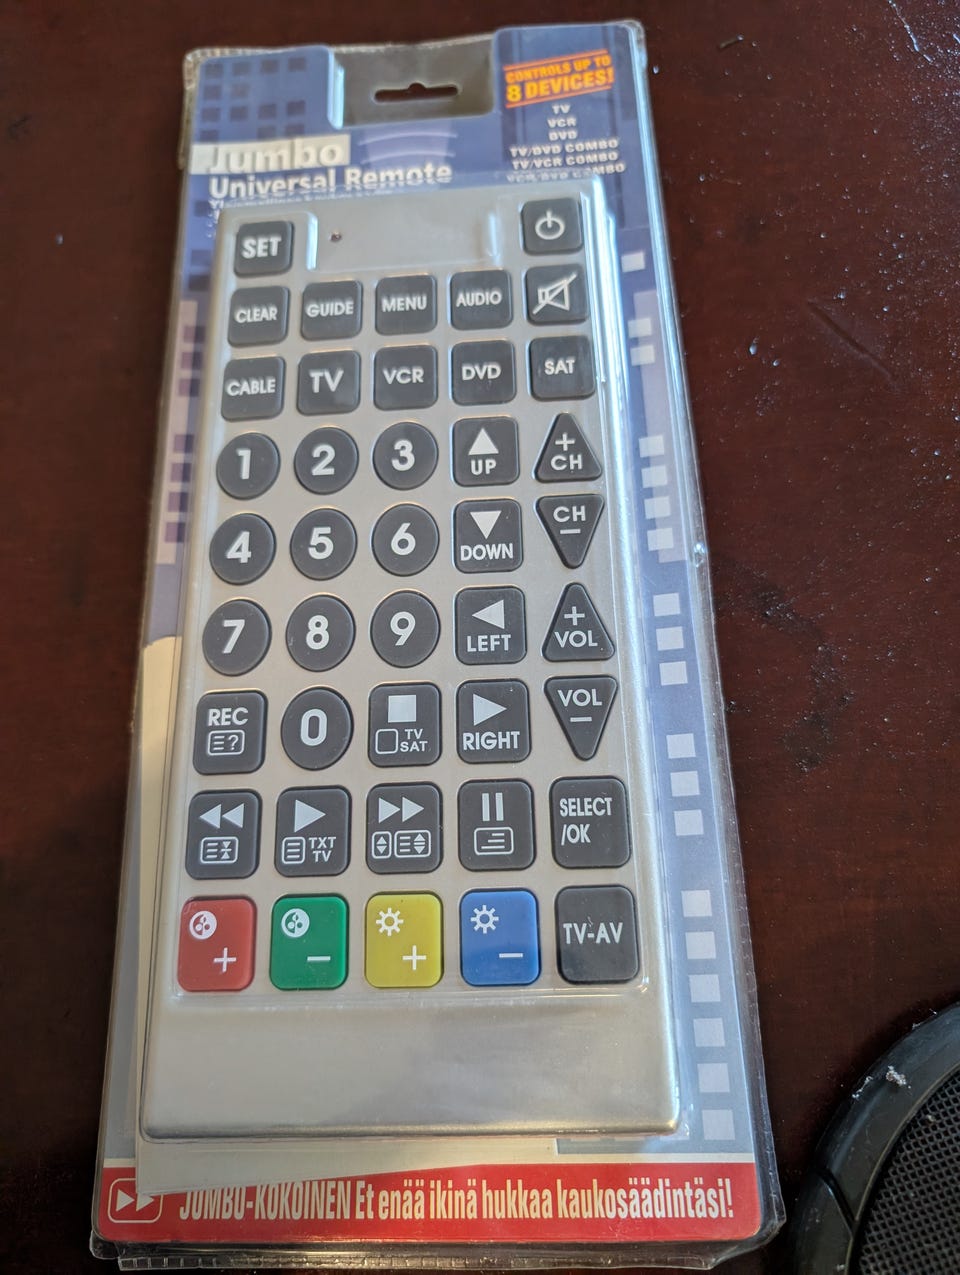 CONTROLS UP TO
8 DEVICES!
TV
VCR
DVD
TV/DVD COMBO
TV/VCR COMBO
VCR/DVD COMBO
Jumbo
Universal Remote
SET
CLEAR GUIDE MENU AUDIO
CABLE TV VCR DVD SAT
1 2 3 UP + CH
4 5 6 DOWN CH -
7 8 9 LEFT + VOL
REC ? 0 TV SAT RIGHT VOL -
TXT TV SELECT /OK
+ - + - TV-AV
JUMBO-KOKOINEN Et enää ikinä hukkaa kaukosäädintäsi!